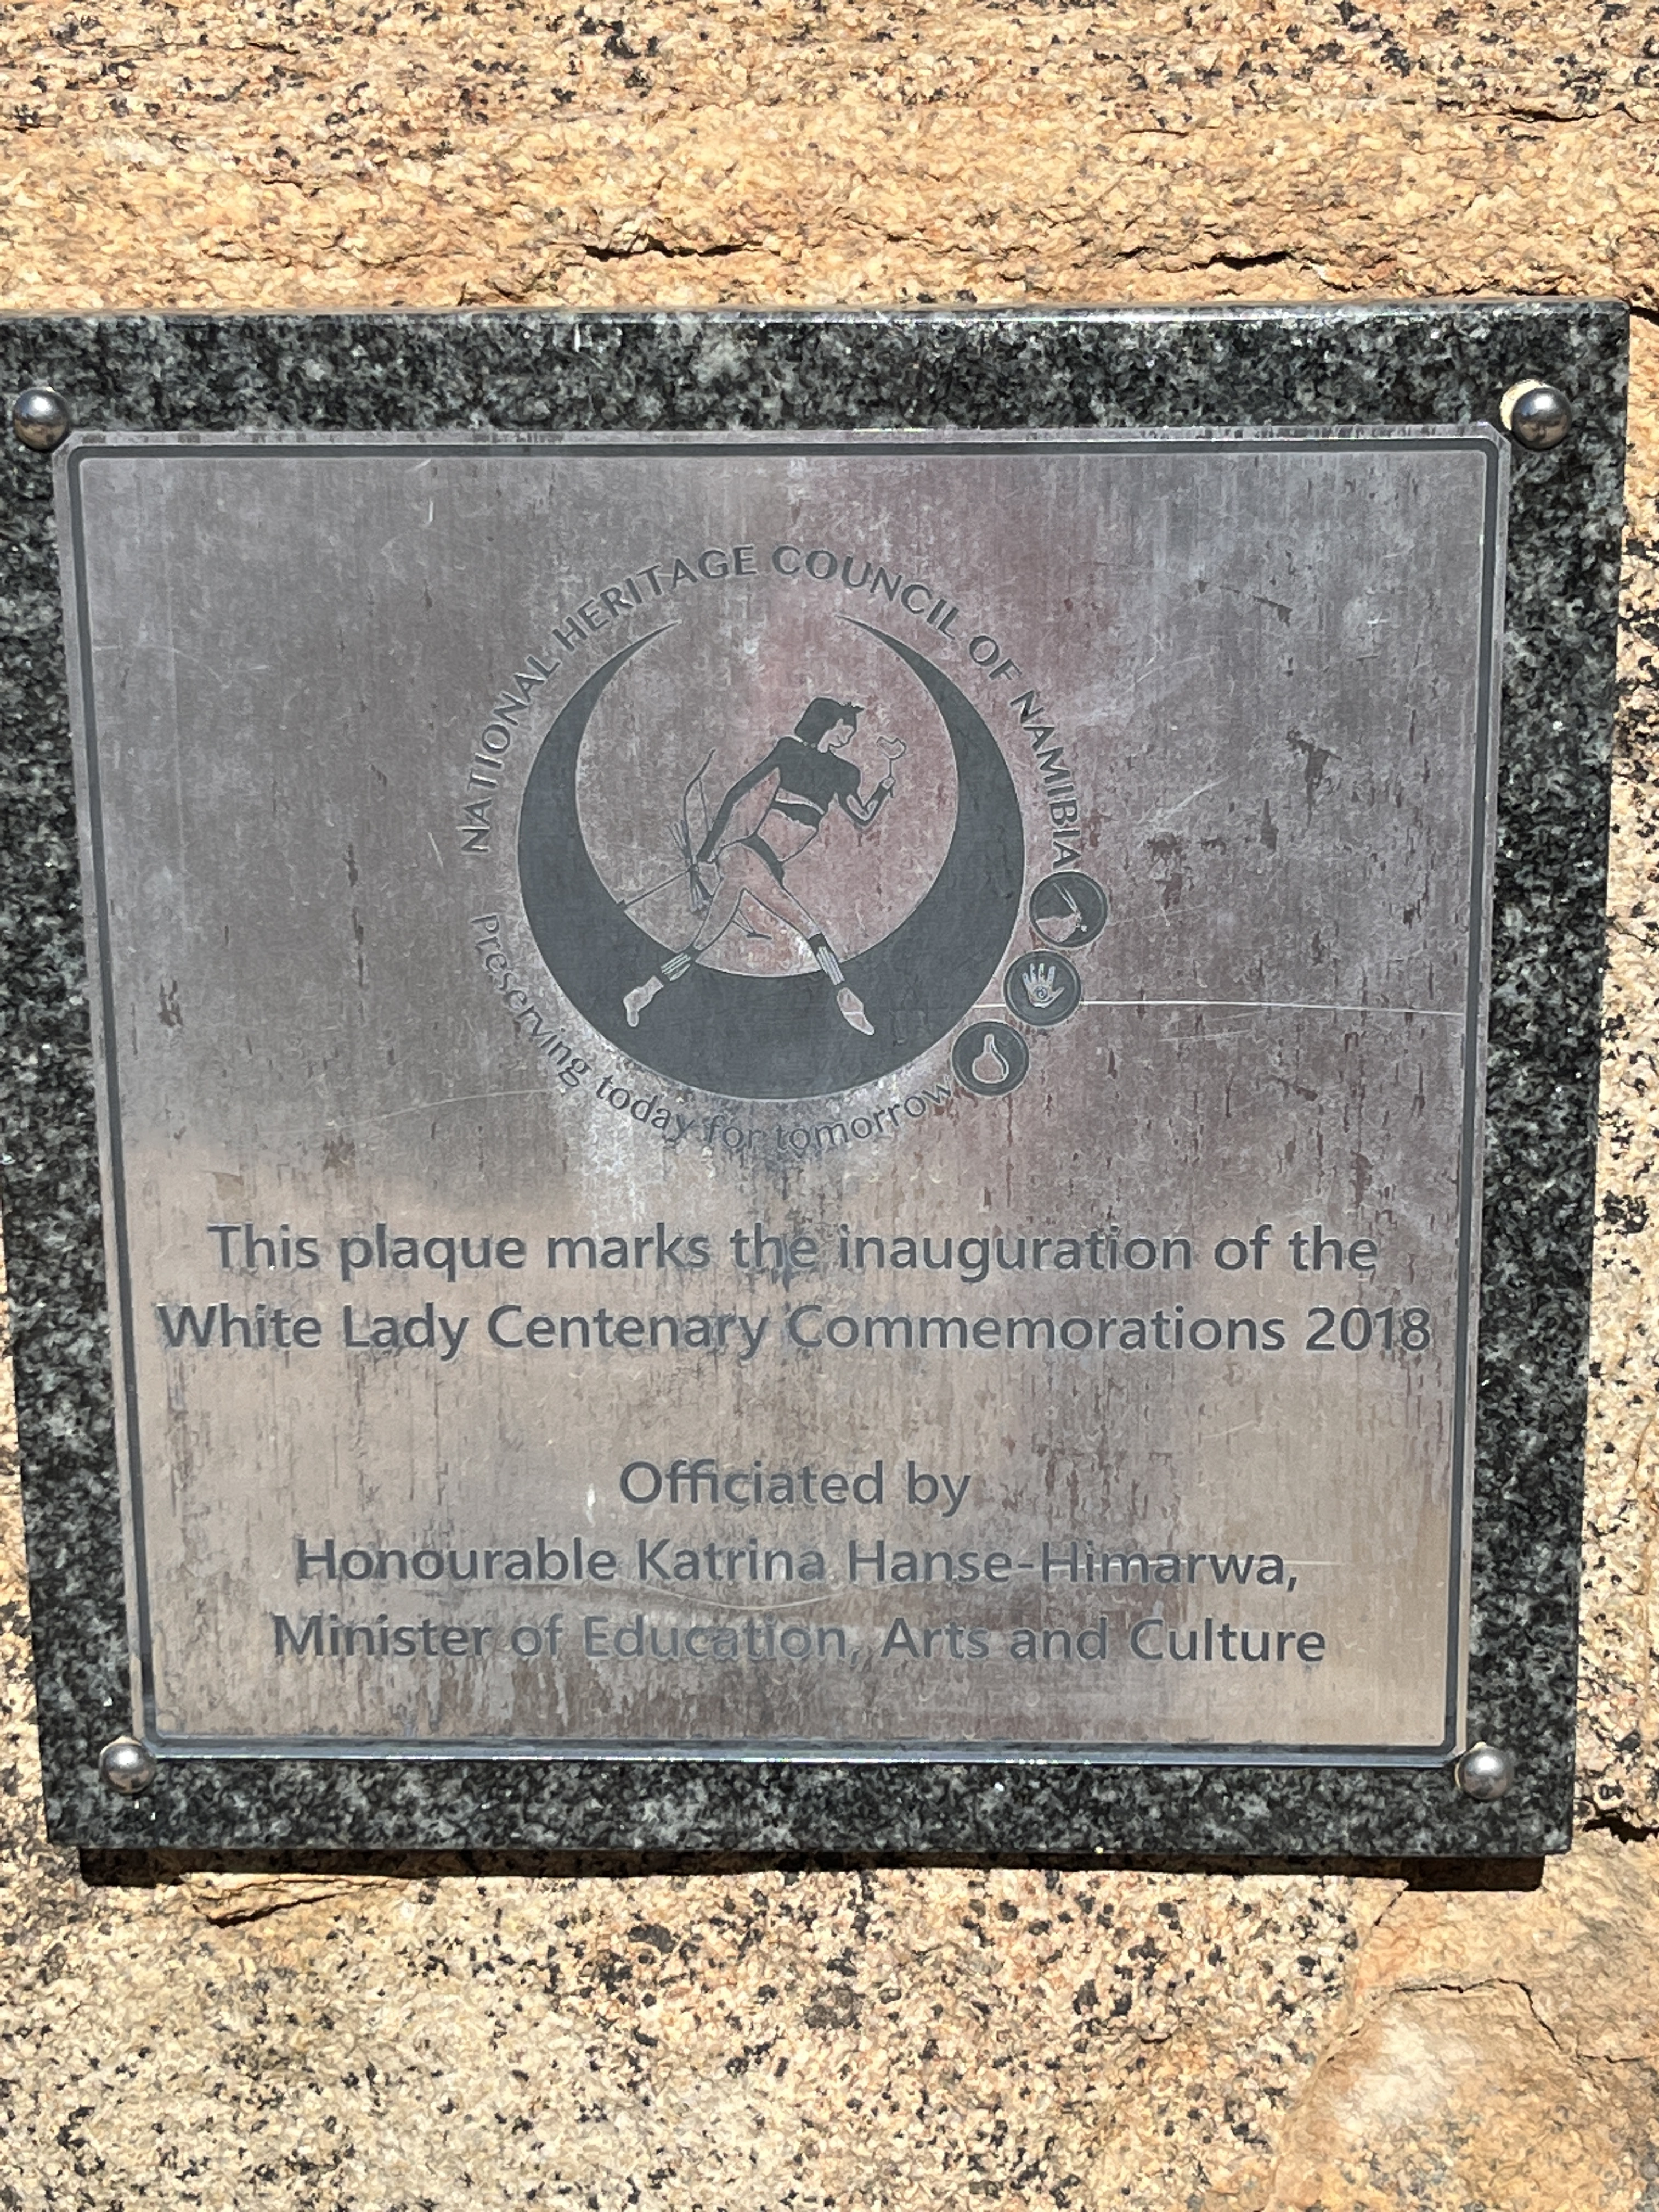 NATIONAL HERITAGE COUNCIL OF NAMIBIA
Preserving today for tomorrow
This plaque marks the inauguration of the
White Lady Centenary Commemorations 2018
Officiated by
Honourable Katrina Hanse-Himarwa,
Minister of Education, Arts and Culture